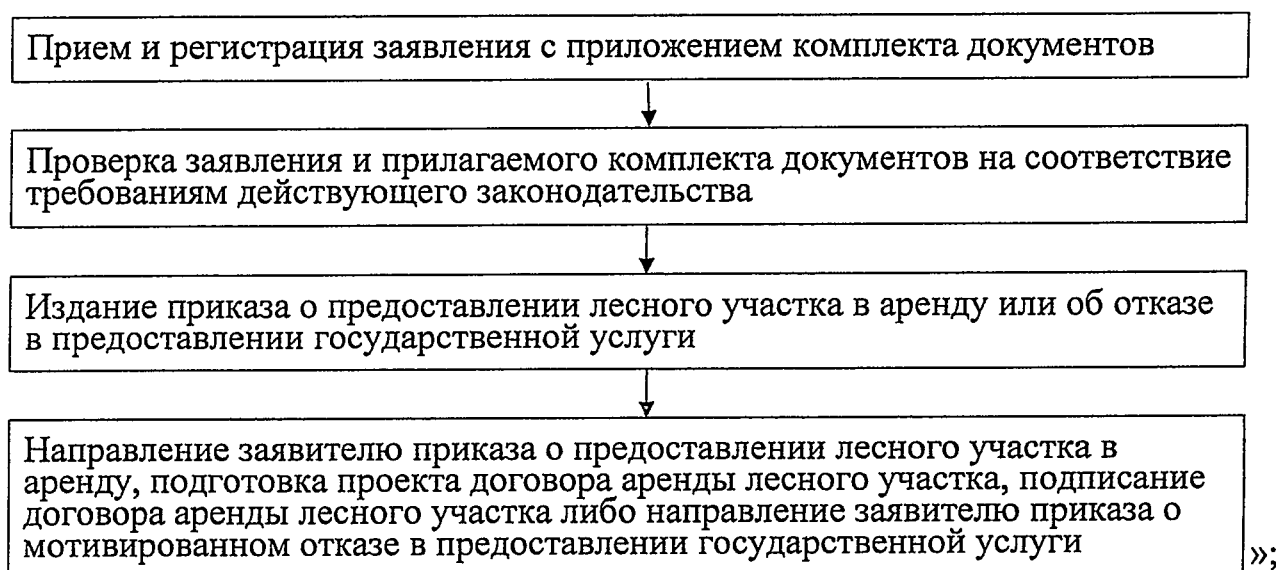 Прием и регистрация заявления с приложением комплекта документов
Проверка заявления и прилагаемого комплекта документов на соответствие
требованиям действующего законодательства
Издание приказа о предоставлении лесного участка в аренду или об отказе
в предоставлении государственной услуги
Направление заявителю приказа о предоставлении лесного участка в
аренду, подготовка проекта договора аренды лесного участка, подписание
договора аренды лесного участка либо направление заявителю приказа о
мотивированном отказе в предоставлении государственной услуги
»;